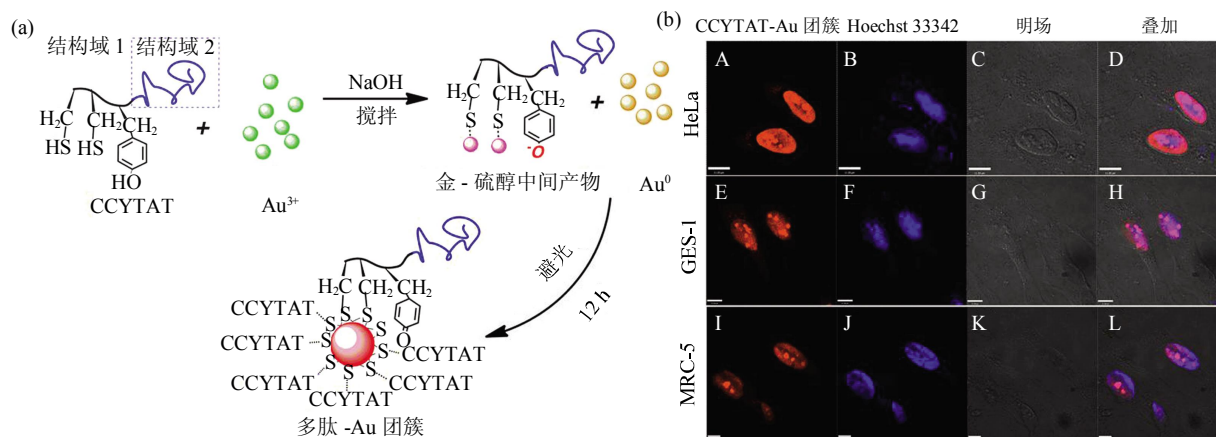 (a)
结构域 1 结构域 2
NaOH
搅拌
+
+
H₂C
CH₂
CH₂
HS
HS
HO
CCYTAT
Au³⁺
H₂C
CH₂
CH₂
S
S
⁻O
金 - 硫醇中间产物
Au⁰
避光
12 h
H₂C
CH₂
CH₂
CCYTAT
S
S
S
S
O
CCYTAT
CCYTAT
S
S
S
S
CCYTAT
S
S
CCYTAT
CCYTAT
多肽 -Au 团簇
(b)
CCYTAT-Au 团簇 Hoechst 33342 明场 叠加
HeLa
A B C D
GES-1
E F G H
MRC-5
I J K L